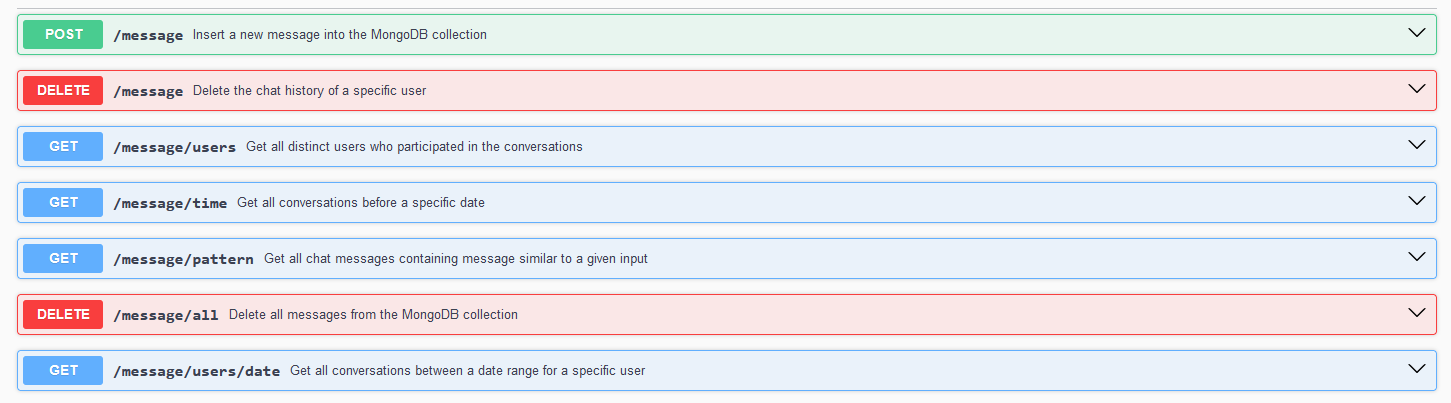 POST /message Insert a new message into the MongoDB collection
DELETE /message Delete the chat history of a specific user
GET /message/users Get all distinct users who participated in the conversations
GET /message/time Get all conversations before a specific date
GET /message/pattern Get all chat messages containing message similar to a given input
DELETE /message/all Delete all messages from the MongoDB collection
GET /message/users/date Get all conversations between a date range for a specific user